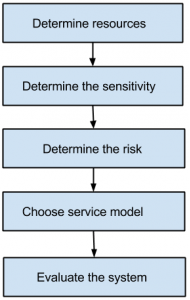 Determine resources
Determine the sensitivity
Determine the risk
Choose service model
Evaluate the system